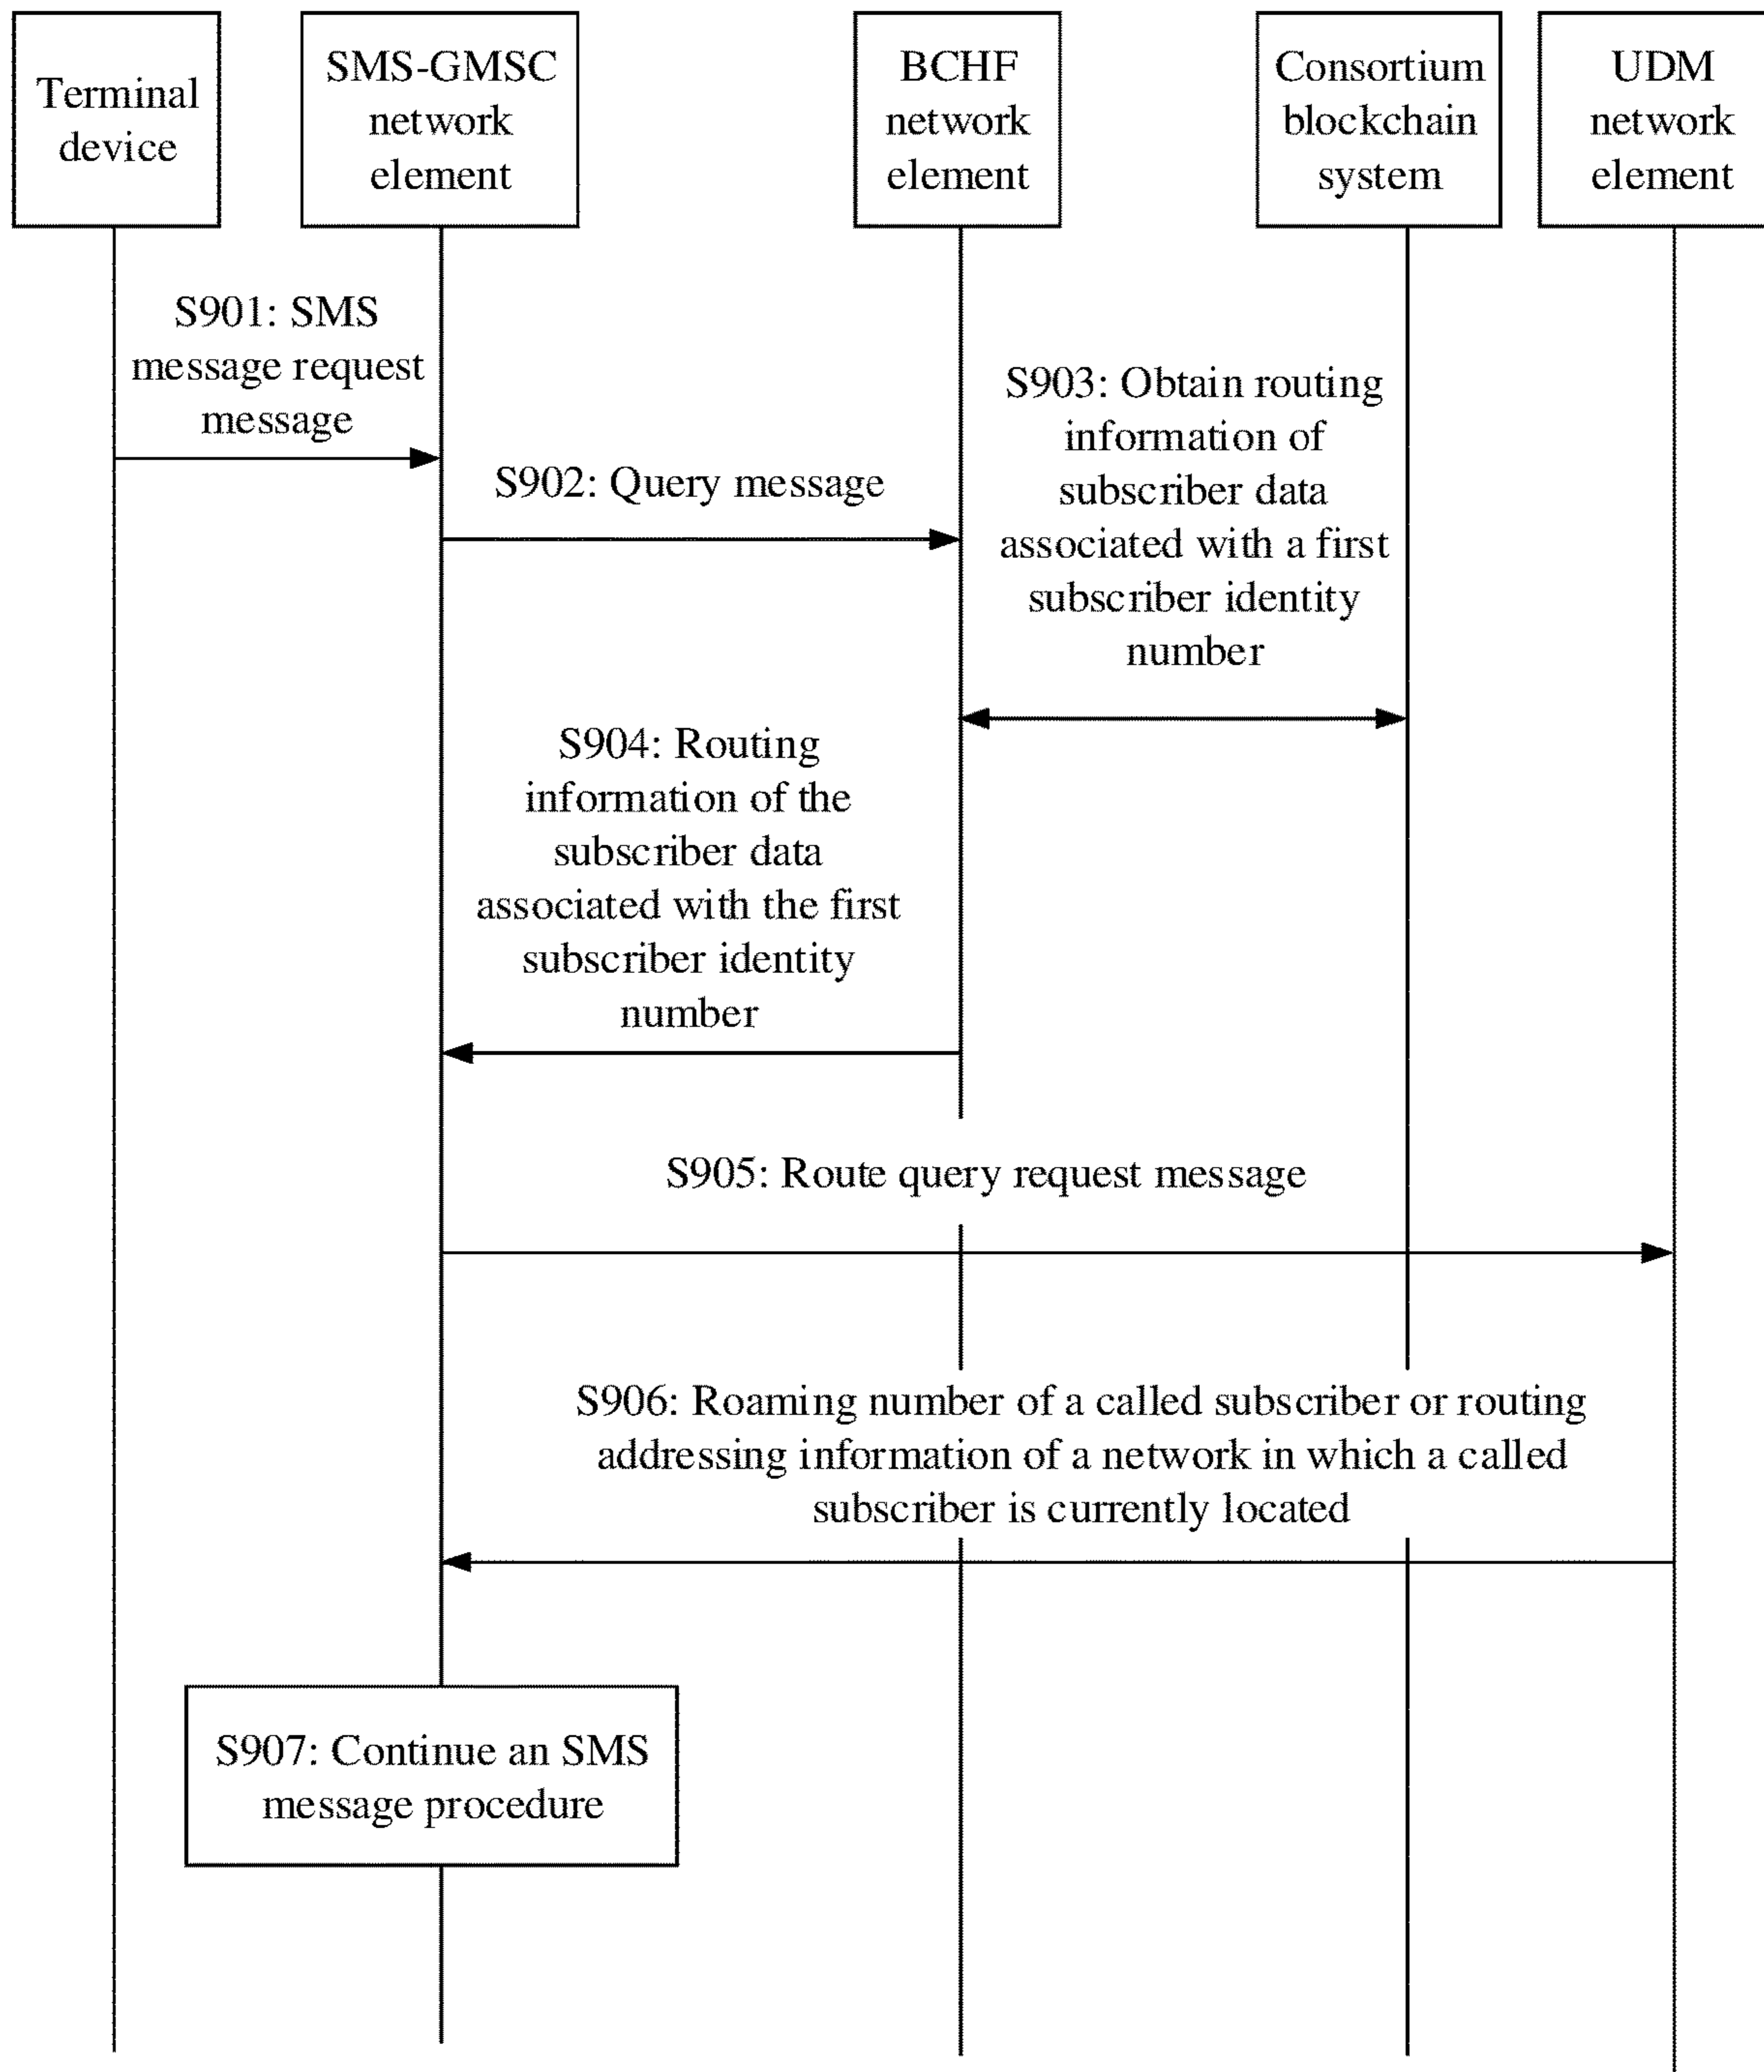 Terminal
device
SMS-GMSC
network
element
BCHF
network
element
Consortium
blockchain
system
UDM
network
element
S901: SMS
message request
message
S902: Query message
S903: Obtain routing
information of
subscriber data
associated with a first
subscriber identity
number
S904: Routing
information of the
subscriber data
associated with the first
subscriber identity
number
S905: Route query request message
S906: Roaming number of a called subscriber or routing
addressing information of a network in which a called
subscriber is currently located
S907: Continue an SMS
message procedure